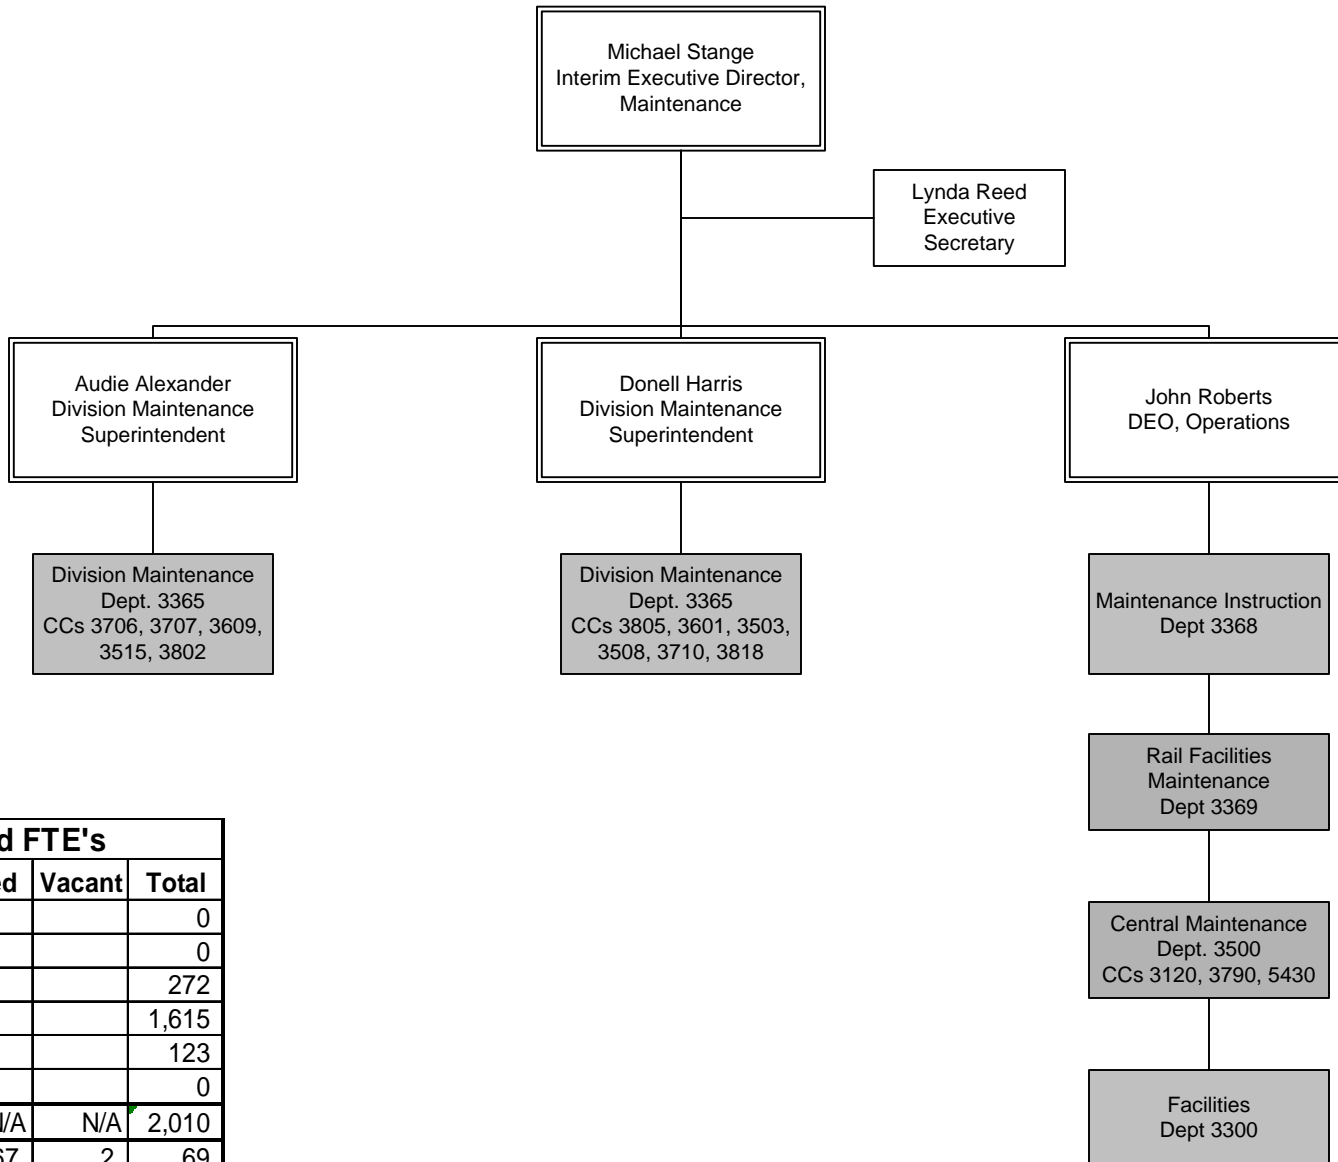 Michael Stange
Interim Executive Director,
Maintenance
Lynda Reed
Executive
Secretary
Audie Alexander
Division Maintenance
Superintendent
Donell Harris
Division Maintenance
Superintendent
John Roberts
DEO, Operations
Division Maintenance
Dept. 3365
CCs 3706, 3707, 3609,
3515, 3802
Division Maintenance
Dept. 3365
CCs 3805, 3601, 3503,
3508, 3710, 3818
Maintenance Instruction
Dept 3368
Rail Facilities
Maintenance
Dept 3369
Central Maintenance
Dept. 3500
CCs 3120, 3790, 5430
Facilities
Dept 3300
FTE's
Vacant Total
0
0
272
1,615
123
0
N/A 2,010
2 69